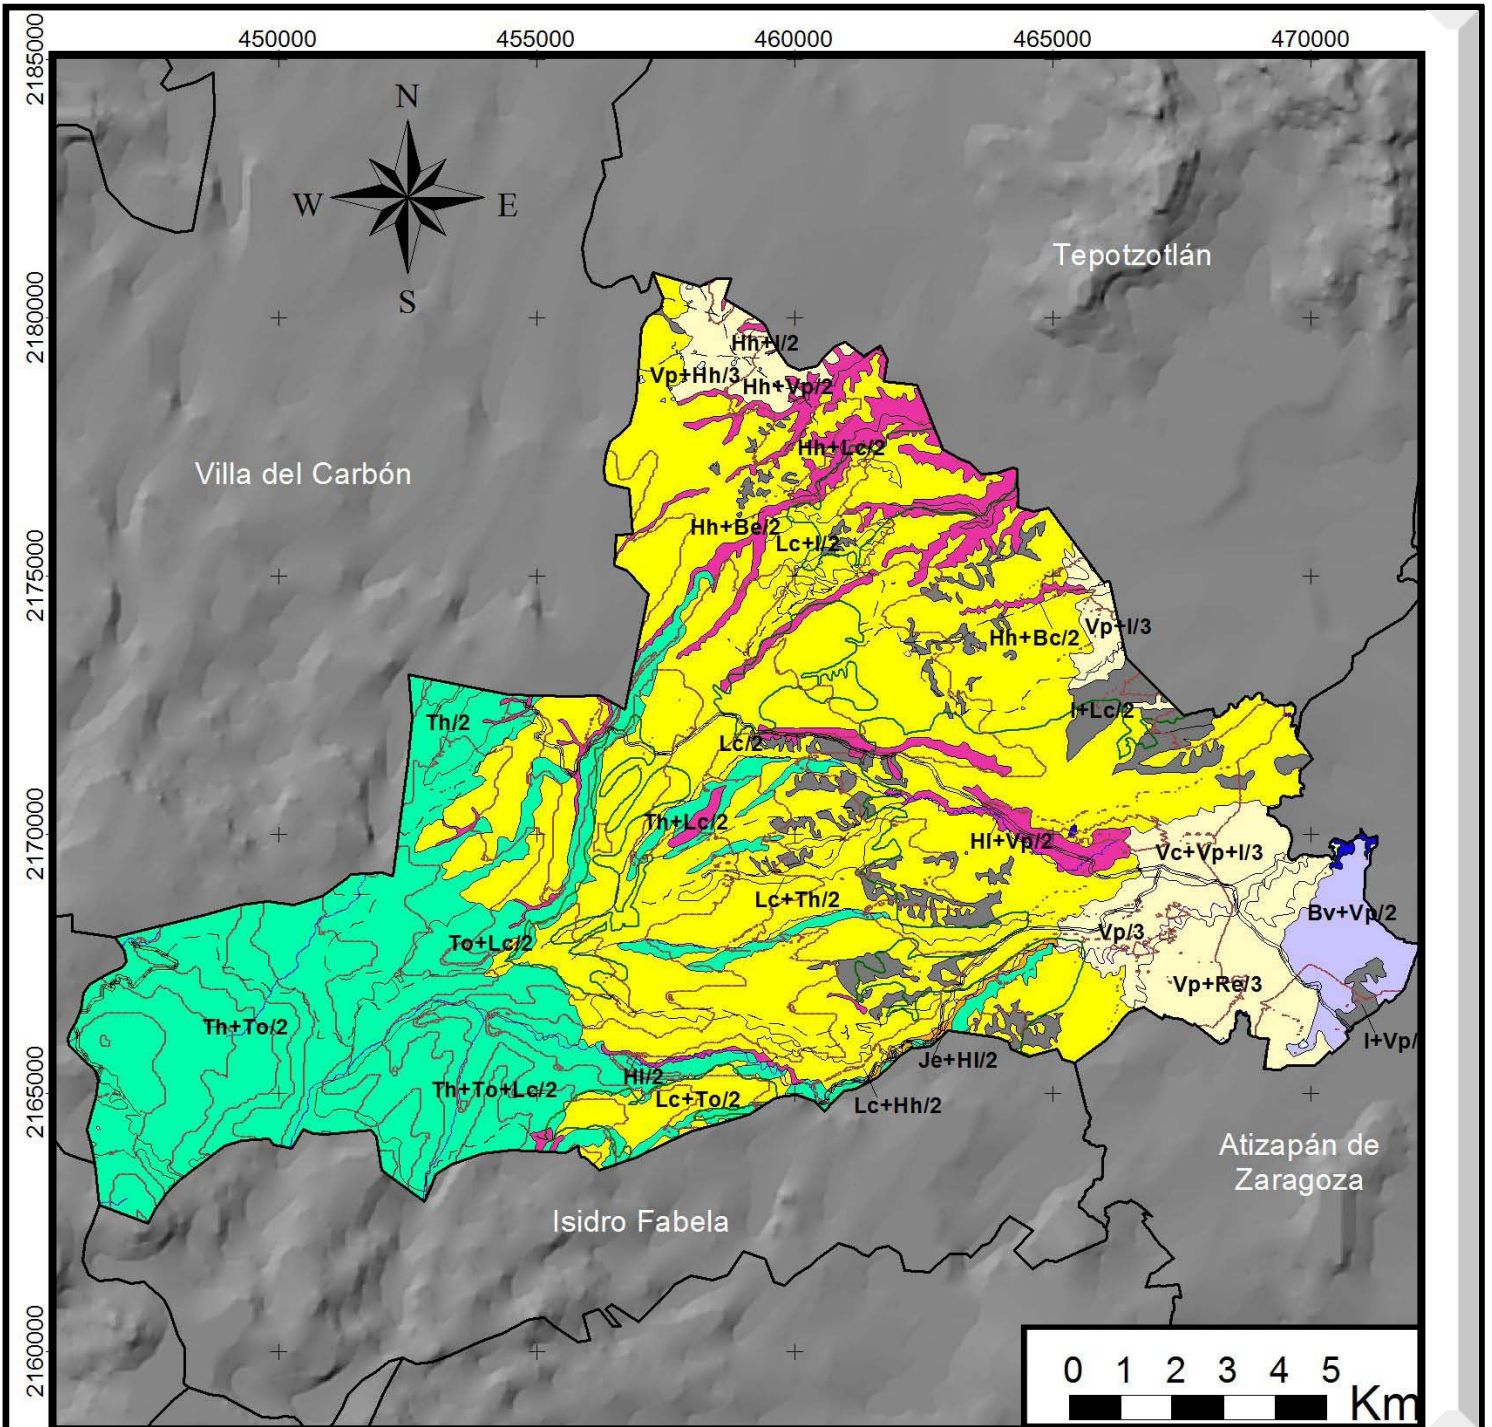 450000 455000 460000 465000 470000
2185000
N
W E
S
Tepotzotlán
2180000
Hh+I/2
Vp+Hh/3
Hh+Vp/2
Hh+Lc/2
Villa del Carbón
Hh+Be/2
Lc+I/2
2175000
Hh+Bc/2
Vp+I/3
I+Lc/2
Th/2
Lc/2
2170000
Th+Lc/2
Hl+Vp/2
Vc+Vp+I/3
Lc+Th/2
Bv+Vp/2
Vp/3
To+Lc/2
Vp+Re/3
Th+To/2
I+Vp/
Je+Hl/2
Hl/2
Th+To+Lc/2
2165000
Lc+To/2
Lc+Hh/2
Atizapán de
Zaragoza
Isidro Fabela
2160000
0 1 2 3 4 5
Km